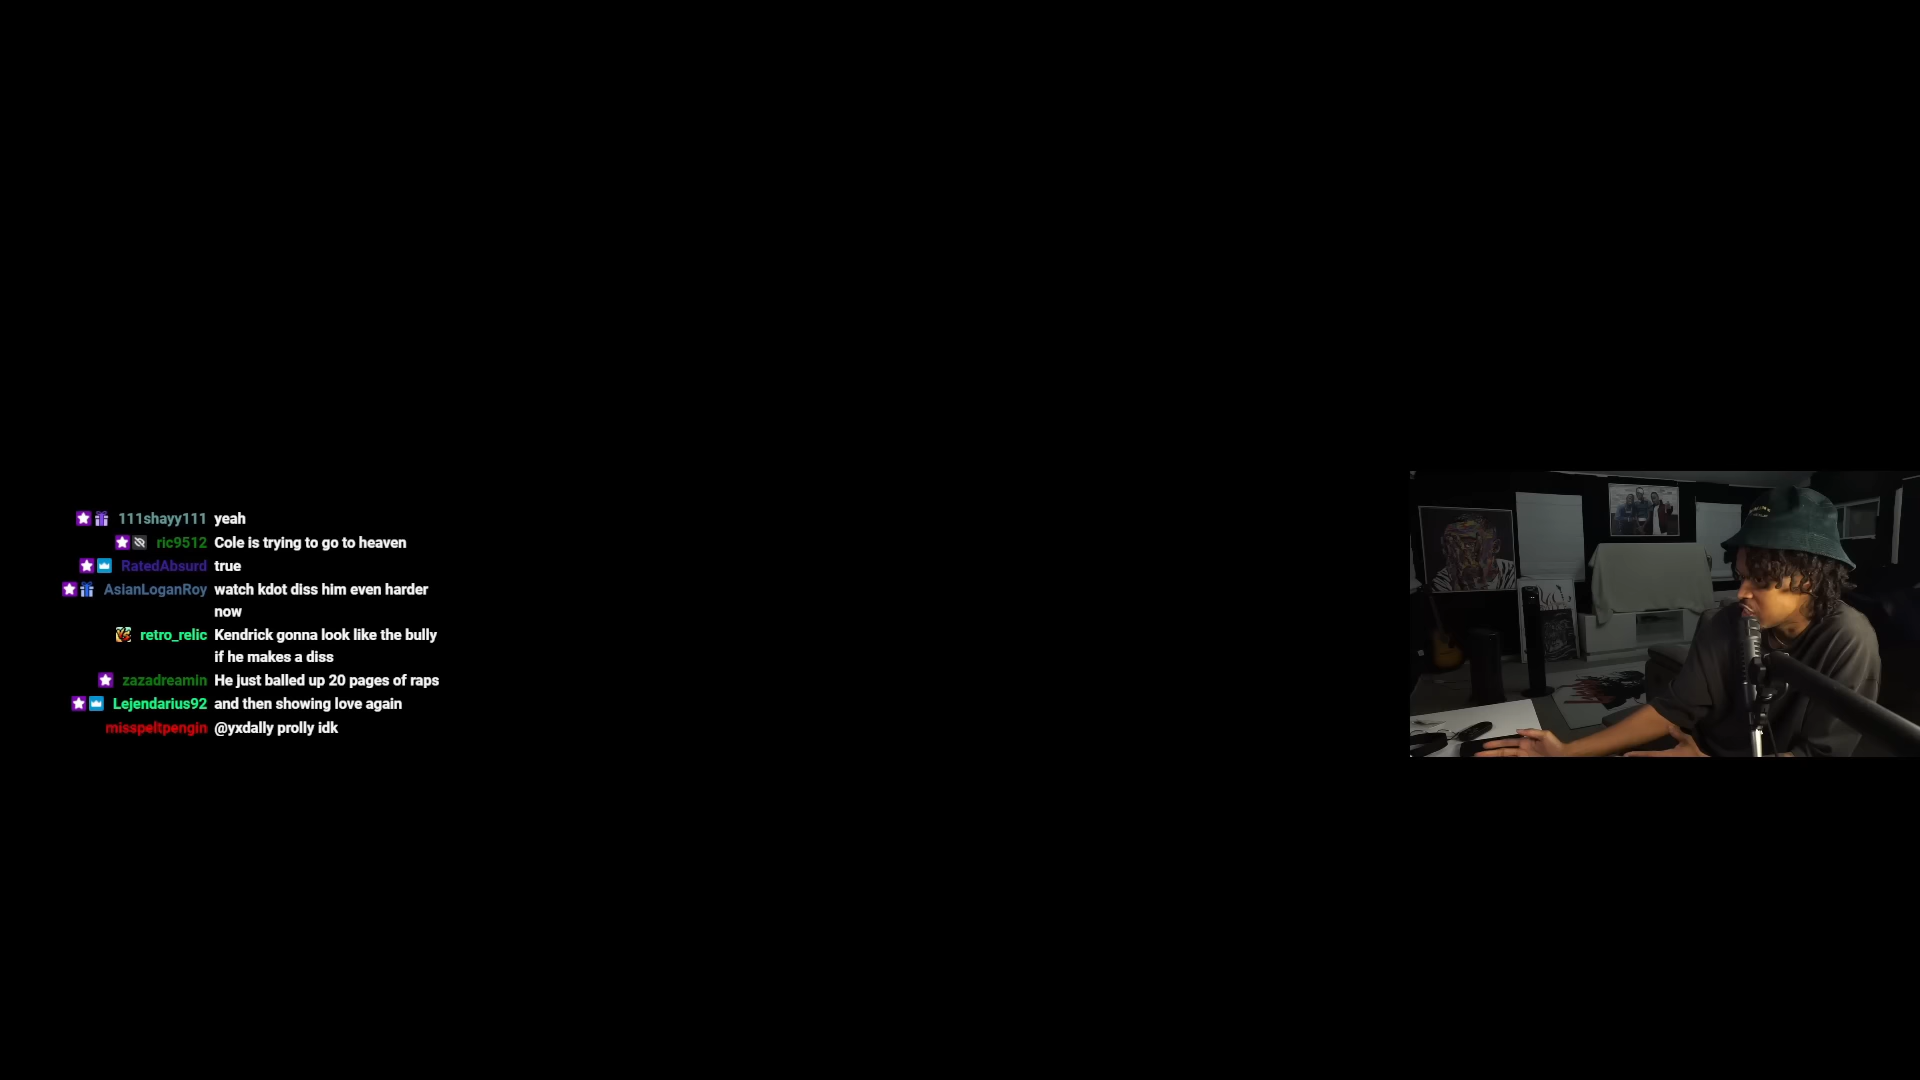 111shayy111 yeah
ric9512 Cole is trying to go to heaven
RatedAbsurd true
AsianLoganRoy watch kdot diss him even harder
now
retro_relic Kendrick gonna look like the bully
if he makes a diss
zazadreamin He just balled up 20 pages of raps
Lejendarius92 and then showing love again
misspeltpengin @yxdally prolly idk